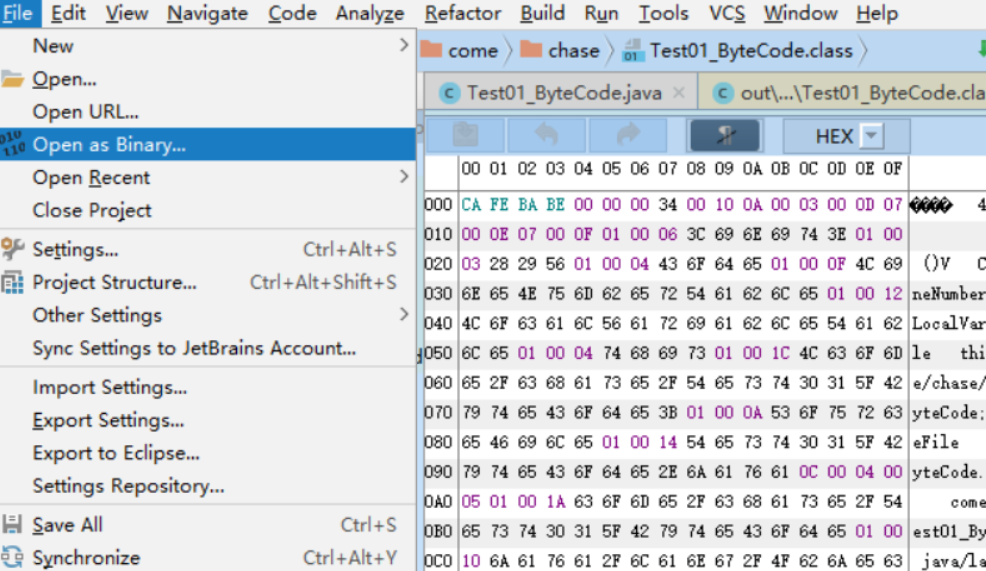 File Edit View Navigate Code Analyze Refactor Build Run Tools VCS Window Help
New
Open...
Open URL...
Open as Binary...
Open Recent
Close Project
Settings... Ctrl+Alt+S
Project Structure... Ctrl+Alt+Shift+S
Other Settings
Sync Settings to JetBrains Account...
Import Settings...
Export Settings...
Export to Eclipse...
Settings Repository...
Save All Ctrl+S
Synchronize Ctrl+Alt+Y
come chase Test01_ByteCode.class
Test01_ByteCode.java out\...\Test01_ByteCode.cla
HEX
00 01 02 03 04 05 06 07 08 09 0A 0B 0C 0D 0E 0F
000 CA FE BA BE 00 00 00 34 00 10 0A 00 03 00 0D 07 4
010 00 0E 07 00 0F 01 00 06 3C 69 6E 69 74 3E 01 00
020 03 28 29 56 01 00 04 43 6F 64 65 01 00 0F 4C 69 ()V C
030 6E 65 4E 75 6D 62 65 72 54 61 62 6C 65 01 00 12 neNumber
040 4C 6F 63 61 6C 56 61 72 69 61 62 6C 65 54 61 62 LocalVar
050 6C 65 01 00 04 74 68 69 73 01 00 1C 4C 63 6F 6D le thi
060 65 2F 63 68 61 73 65 2F 54 65 73 74 30 31 5F 42 e/chase/
070 79 74 65 43 6F 64 65 3B 01 00 0A 53 6F 75 72 63 yteCode;
080 65 46 69 6C 65 01 00 14 54 65 73 74 30 31 5F 42 eFile
090 79 74 65 43 6F 64 65 2E 6A 61 76 61 0C 00 04 00 yteCode.
0A0 05 01 00 1A 63 6F 6D 65 2F 63 68 61 73 65 2F 54 come
0B0 65 73 74 30 31 5F 42 79 74 65 43 6F 64 65 01 00 est01_By
0C0 10 6A 61 76 61 2F 6C 61 6E 67 2F 4F 62 6A 65 63 java/la